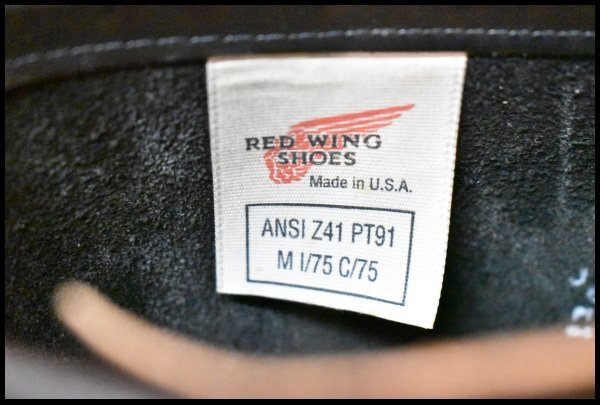 RED WING
SHOES
Made in U.S.A.
ANSI Z41 PT91
M I/75 C/75